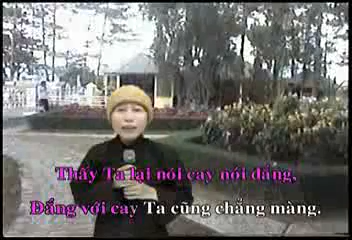 Thấy Ta lại nói cay nói đắng,
Đắng với cay Ta cũng chẳng màng.